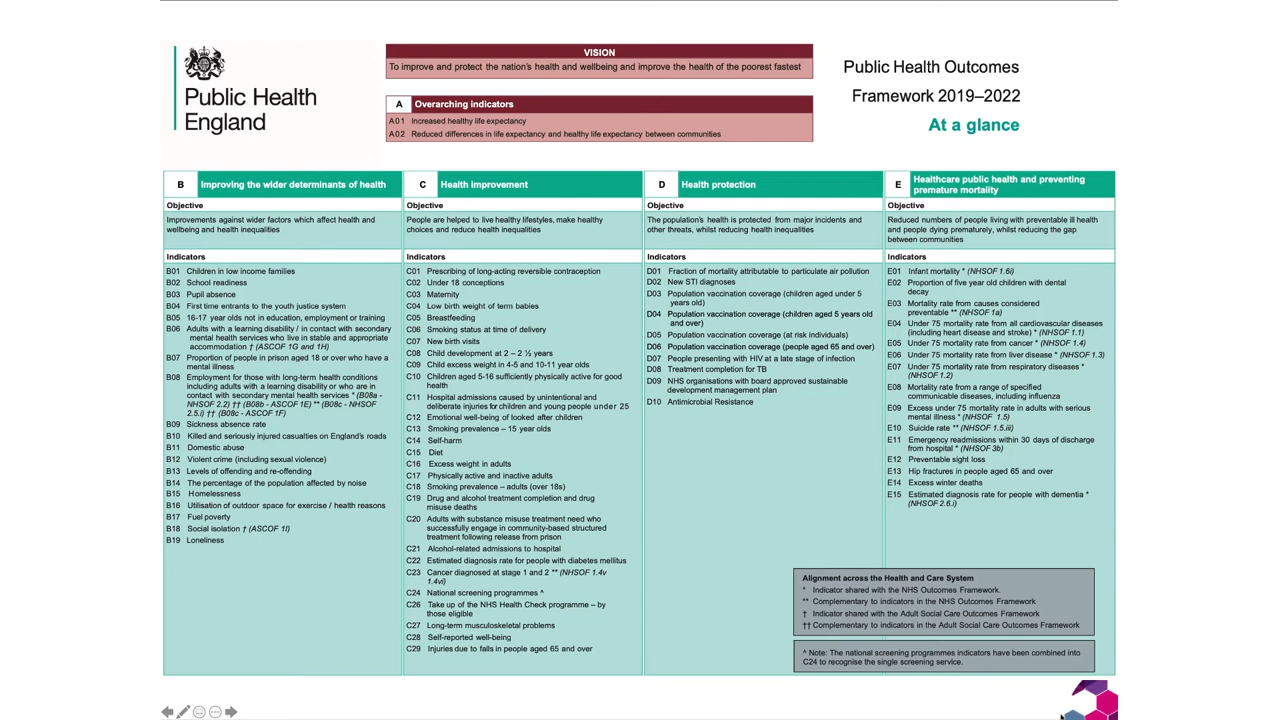 Public Health
England
VISION
To improve and protect the nation's health and wellbeing and improve the health of the poorest fastest
A Overarching indicators
A01 Increased healthy life expectancy
A02 Reduced differences in life expectancy and healthy life expectancy between communities
Public Health Outcomes
Framework 2019–2022
At a glance
B Improving the wider determinants of health
Objective
Improvements against wider factors which affect health and
wellbeing and health inequalities
Indicators
B01 Children in low income families
B02 School readiness
B03 Pupil absence
B04 First time entrants to the youth justice system
B05 16-17 year olds not in education, employment or training
B06 Adults with a learning disability / in contact with secondary
mental health services who live in stable and appropriate
accommodation † (ASCOF 1G and 1H)
B07 Proportion of people in prison aged 18 or over who have a
mental illness
B08 Employment for those with long-term health conditions
including adults with a learning disability or who are in
contact with secondary mental health services * (B08a -
NHSOF 2.2) †† (B08b - ASCOF 1E) ** (B08c - NHSOF
2.5.i) †† (B08c - ASCOF 1F)
B09 Sickness absence rate
B10 Killed and seriously injured casualties on England's roads
B11 Domestic abuse
B12 Violent crime (including sexual violence)
B13 Levels of offending and re-offending
B14 The percentage of the population affected by noise
B15 Homelessness
B16 Utilisation of outdoor space for exercise / health reasons
B17 Fuel poverty
B18 Social isolation † (ASCOF 1I)
B19 Loneliness
C Health improvement
Objective
People are helped to live healthy lifestyles, make healthy
choices and reduce health inequalities
Indicators
C01 Prescribing of long-acting reversible contraception
C02 Under 18 conceptions
C03 Maternity
C04 Low birth weight of term babies
C05 Breastfeeding
C06 Smoking status at time of delivery
C07 New birth visits
C08 Child development at 2 – 2 ½ years
C09 Child excess weight in 4-5 and 10-11 year olds
C10 Children aged 5-16 sufficiently physically active for good
health
C11 Hospital admissions caused by unintentional and
deliberate injuries for children and young people under 25
C12 Emotional well-being of looked after children
C13 Smoking prevalence – 15 year olds
C14 Self-harm
C15 Diet
C16 Excess weight in adults
C17 Physically active and inactive adults
C18 Smoking prevalence – adults (over 18s)
C19 Drug and alcohol treatment completion and drug
misuse deaths
C20 Adults with substance misuse treatment need who
successfully engage in community-based structured
treatment following release from prison
C21 Alcohol-related admissions to hospital
C22 Estimated diagnosis rate for people with diabetes mellitus
C23 Cancer diagnosed at stage 1 and 2 ** (NHSOF 1.4v
1.4vi)
C24 National screening programmes ^
C26 Take up of the NHS Health Check programme – by
those eligible
C27 Long-term musculoskeletal problems
C28 Self-reported well-being
C29 Injuries due to falls in people aged 65 and over
D Health protection
Objective
The population's health is protected from major incidents and
other threats, whilst reducing health inequalities
Indicators
D01 Fraction of mortality attributable to particulate air pollution
D02 New STI diagnoses
D03 Population vaccination coverage (children aged under 5
years old)
D04 Population vaccination coverage (children aged 5 years old
and over)
D05 Population vaccination coverage (at risk individuals)
D06 Population vaccination coverage (people aged 65 and over)
D07 People presenting with HIV at a late stage of infection
D08 Treatment completion for TB
D09 NHS organisations with board approved sustainable
development management plan
D10 Antimicrobial Resistance
E Healthcare public health and preventing
premature mortality
Objective
Reduced numbers of people living with preventable ill health
and people dying prematurely, whilst reducing the gap
between communities
Indicators
E01 Infant mortality * (NHSOF 1.6i)
E02 Proportion of five year old children with dental
decay
E03 Mortality rate from causes considered
preventable ** (NHSOF 1a)
E04 Under 75 mortality rate from all cardiovascular diseases
(including heart disease and stroke) * (NHSOF 1.1)
E05 Under 75 mortality rate from cancer * (NHSOF 1.4)
E06 Under 75 mortality rate from liver disease * (NHSOF 1.3)
E07 Under 75 mortality rate from respiratory diseases *
(NHSOF 1.2)
E08 Mortality rate from a range of specified
communicable diseases, including influenza
E09 Excess under 75 mortality rate in adults with serious
mental illness * (NHSOF 1.5)
E10 Suicide rate ** (NHSOF 1.5.iii)
E11 Emergency readmissions within 30 days of discharge
from hospital * (NHSOF 3b)
E12 Preventable sight loss
E13 Hip fractures in people aged 65 and over
E14 Excess winter deaths
E15 Estimated diagnosis rate for people with dementia *
(NHSOF 2.6.i)
Alignment across the Health and Care System
* Indicator shared with the NHS Outcomes Framework.
** Complementary to indicators in the NHS Outcomes Framework
† Indicator shared with the Adult Social Care Outcomes Framework
†† Complementary to indicators in the Adult Social Care Outcomes Framework
^ Note: The national screening programmes indicators have been combined into
C24 to recognise the single screening service.